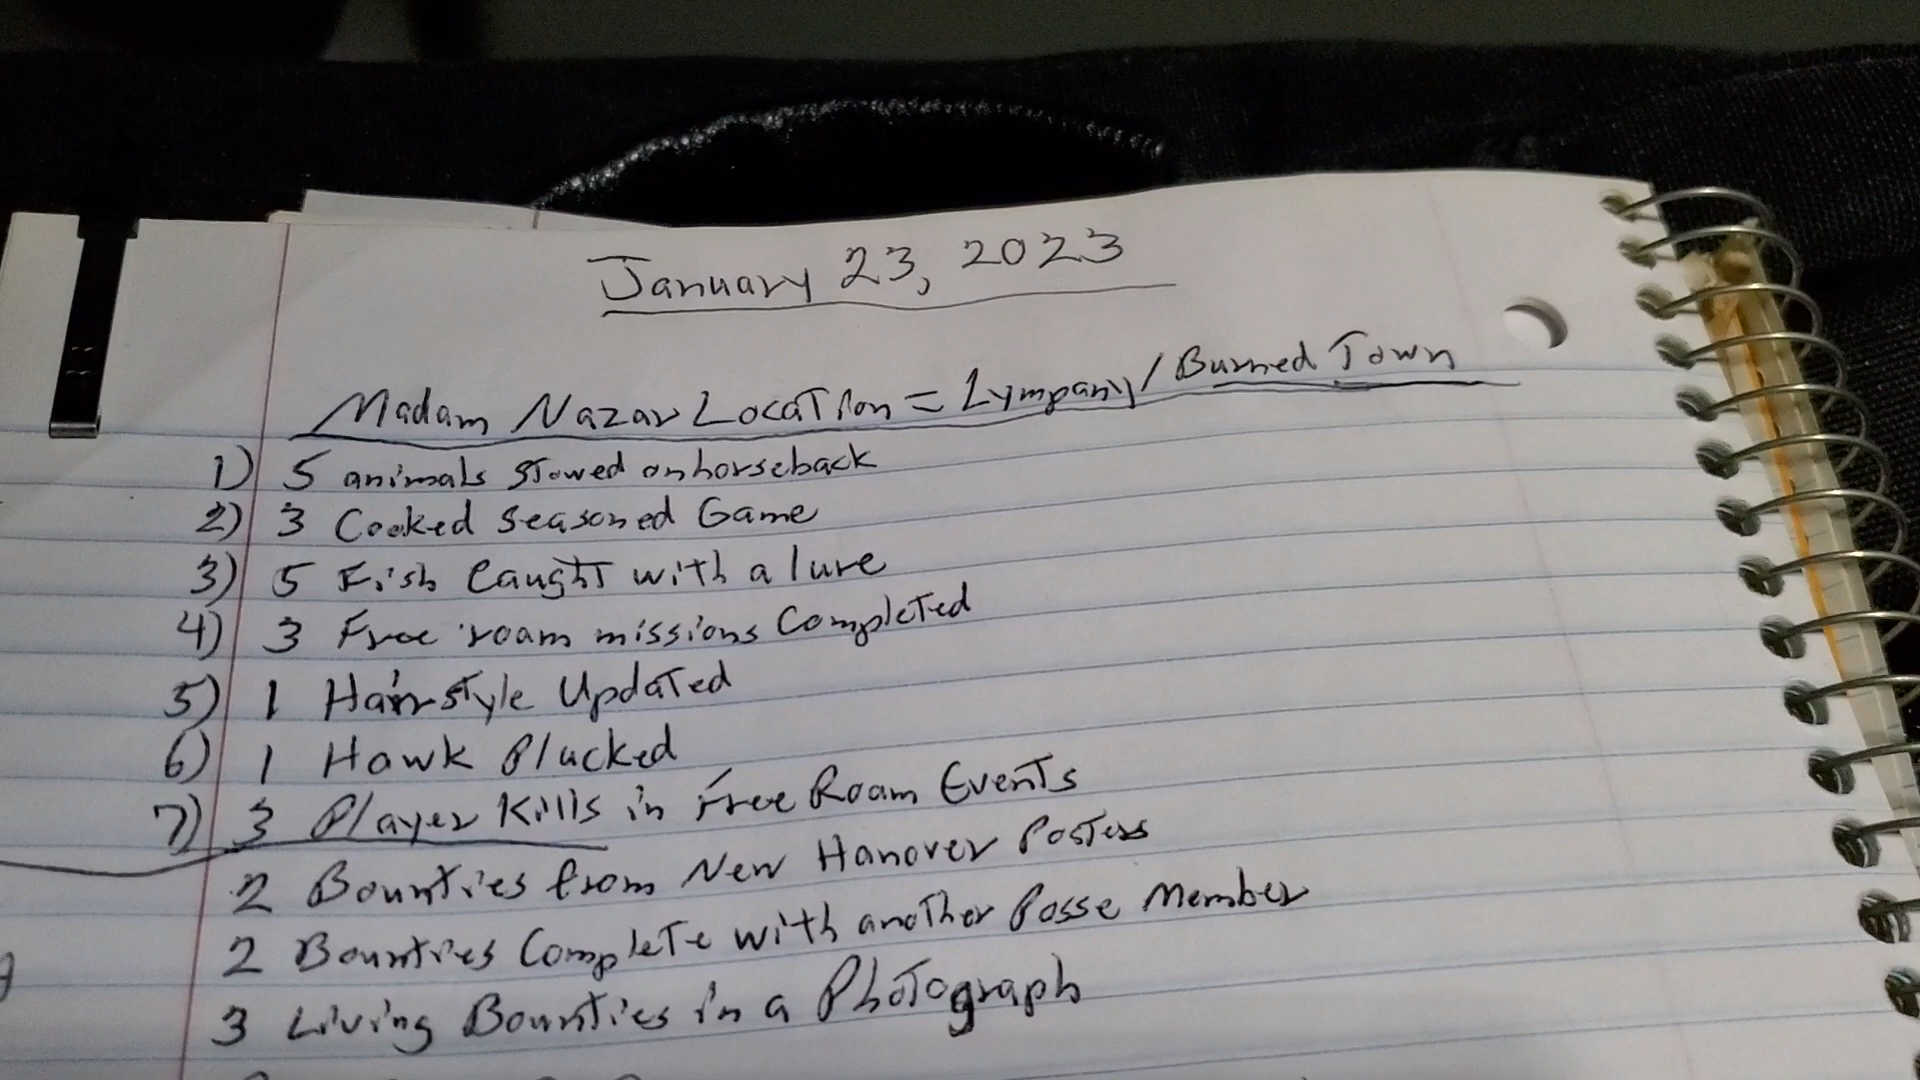 January 23, 2023
Madam Nazar Location = Lympany / Burned Town
1) 5 animals stowed on horseback
2) 3 Cooked Seasoned Game
3) 5 Fish Caught with a lure
4) 3 Free roam missions Completed
5) 1 Hairstyle Updated
6) 1 Hawk Plucked
7) 3 Player Kills in Free Roam Events
2 Bounties from New Hanover Posters
2 Bounties Complete with another Posse Member
3 Living Bounties in a Photograph